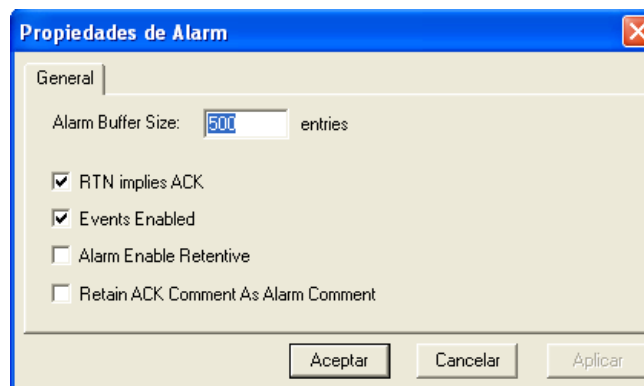 Propiedades de Alarm
General
Alarm Buffer Size: 500 entries
RTN implies ACK
Events Enabled
Alarm Enable Retentive
Retain ACK Comment As Alarm Comment
Aceptar Cancelar Aplicar